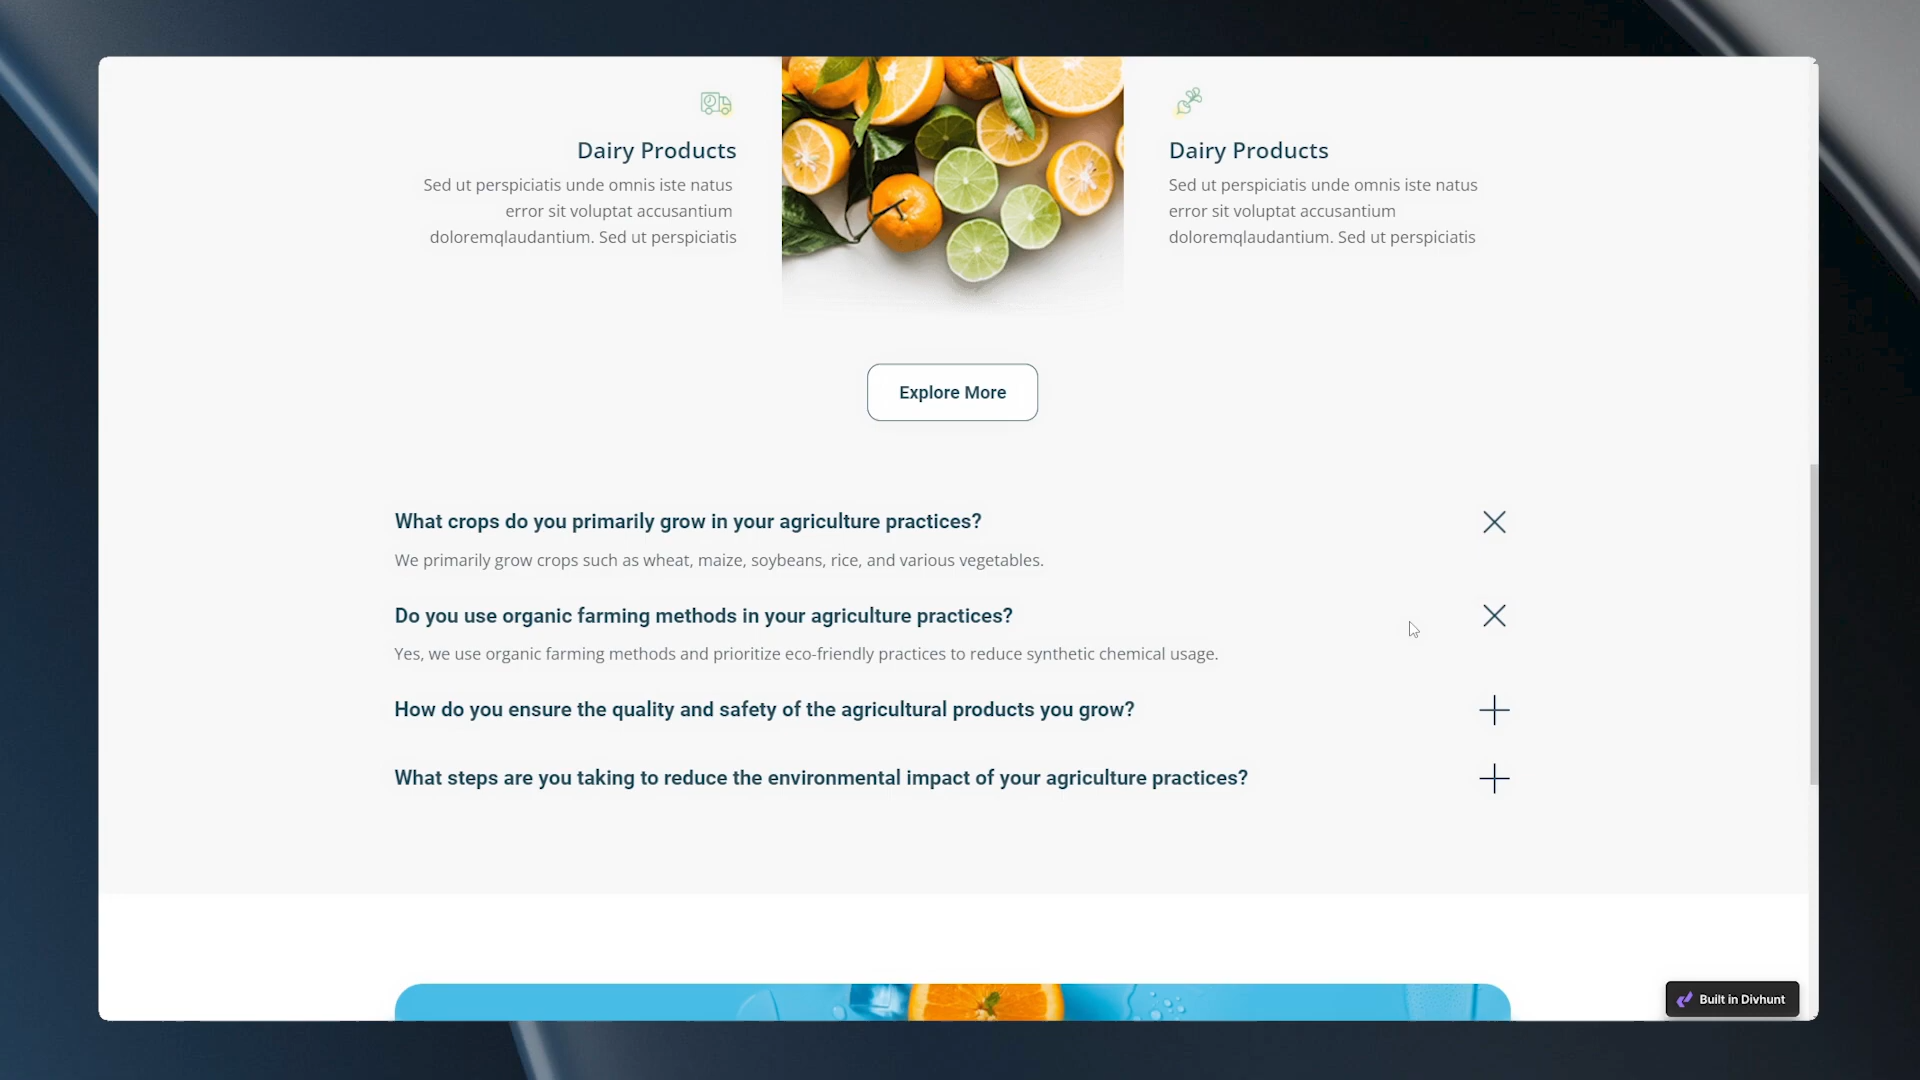 Dairy Products
Sed ut perspiciatis unde omnis iste natus
error sit voluptat accusantium
doloremqlaudantium. Sed ut perspiciatis
Dairy Products
Sed ut perspiciatis unde omnis iste natus
error sit voluptat accusantium
doloremqlaudantium. Sed ut perspiciatis
Explore More
What crops do you primarily grow in your agriculture practices?
We primarily grow crops such as wheat, maize, soybeans, rice, and various vegetables.
Do you use organic farming methods in your agriculture practices?
Yes, we use organic farming methods and prioritize eco-friendly practices to reduce synthetic chemical usage.
How do you ensure the quality and safety of the agricultural products you grow?
What steps are you taking to reduce the environmental impact of your agriculture practices?
Built in Divhunt